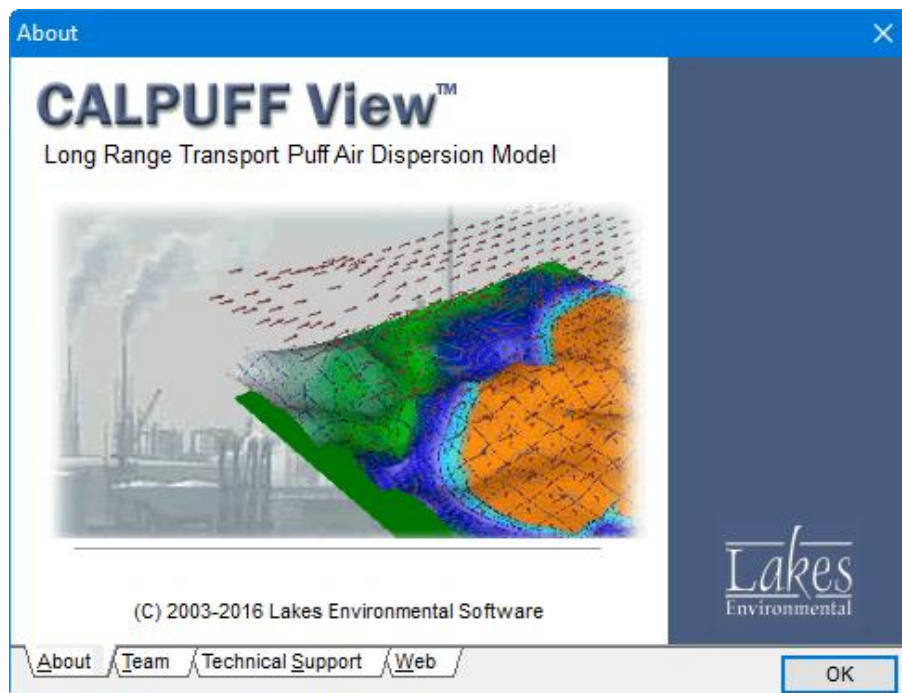 About
CALPUFF View™
Long Range Transport Puff Air Dispersion Model
Lakes
Environmental
(C) 2003-2016 Lakes Environmental Software
About Team Technical Support Web
OK